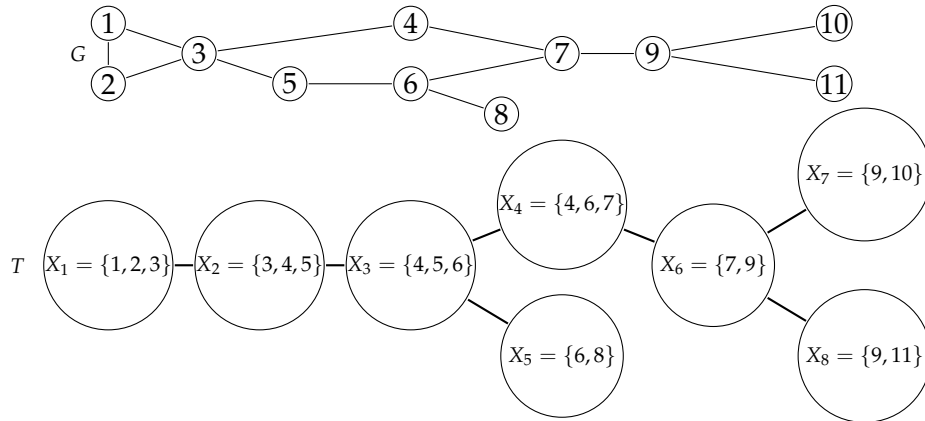 1
4
10
G
3
7
9
2
5
6
11
8
X₇ = {9, 10}
X₄ = {4, 6, 7}
T
X₁ = {1, 2, 3}
X₂ = {3, 4, 5}
X₃ = {4, 5, 6}
X₆ = {7, 9}
X₅ = {6, 8}
X₈ = {9, 11}